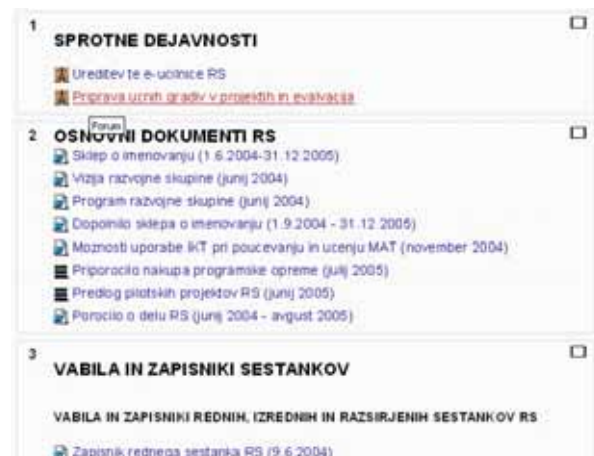 1
SPROTNE DEJAVNOSTI
Ureditev te e-ucilnice RS
Priprava ucnih gradiv v projektih in evalvacija
Forum
2 OSNOVNI DOKUMENTI RS
Sklep o imenovanju (1.6.2004-31.12 2005)
Vizija razvojne skupine (junij 2004)
Program razvojne skupine (junij 2004)
Dopolnilo sklepa o imenovanju (1.9.2004 - 31.12 2005)
Moznosti uporabe IKT pri poucevanju in ucenju MAT (november 2004)
Priporocilo nakupa programske opreme (julij 2005)
Predlog pilotskih projektov RS (junij 2005)
Porocilo o delu RS (junij 2004 - avgust 2005)
3
VABILA IN ZAPISNIKI SESTANKOV
VABILA IN ZAPISNIKI REDNIH, IZREDNIH IN RAZSIRJENIH SESTANKOV RS
Zapisnik rednega sestanka RS (9.6.2004)